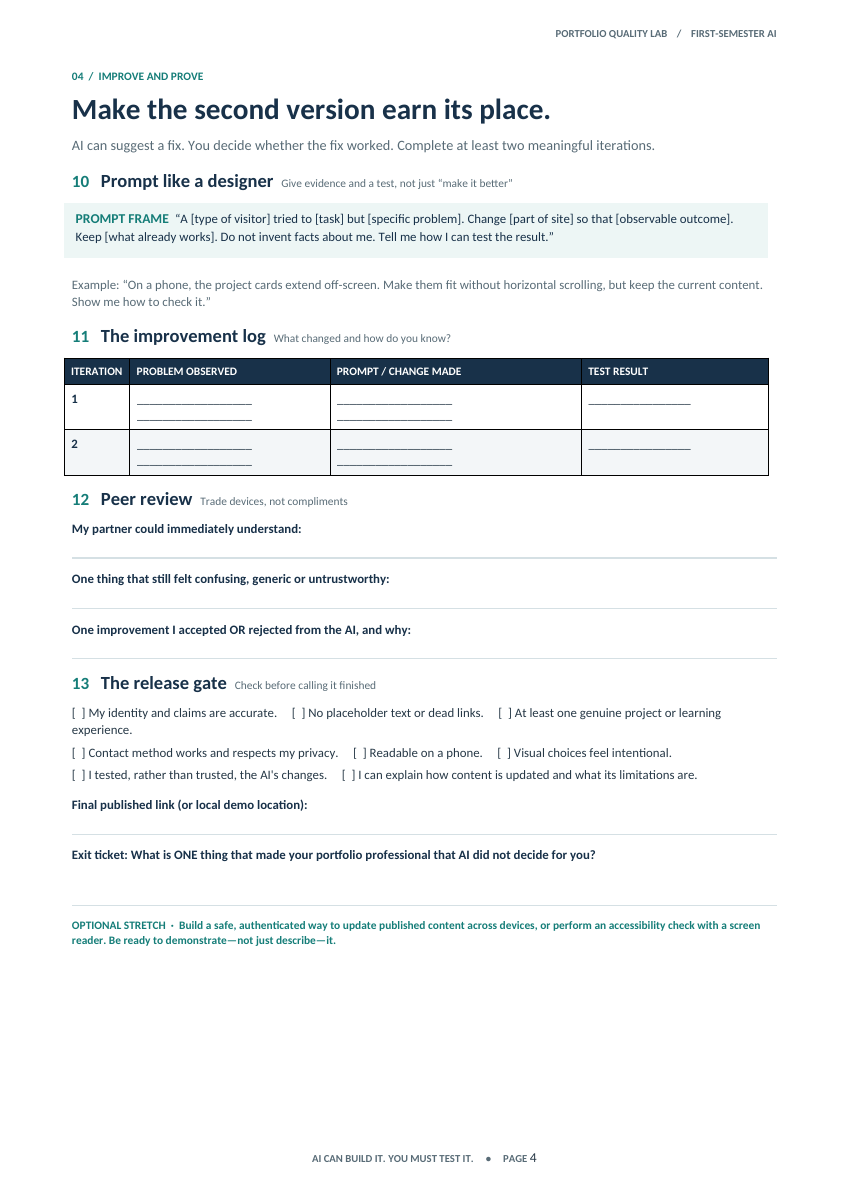 PORTFOLIO QUALITY LAB / FIRST-SEMESTER AI
04 / IMPROVE AND PROVE
Make the second version earn its place.
AI can suggest a fix. You decide whether the fix worked. Complete at least two meaningful iterations.
10 Prompt like a designer Give evidence and a test, not just “make it better”
PROMPT FRAME “A [type of visitor] tried to [task] but [specific problem]. Change [part of site] so that [observable outcome].
Keep [what already works]. Do not invent facts about me. Tell me how I can test the result.”
Example: “On a phone, the project cards extend off-screen. Make them fit without horizontal scrolling, but keep the current content.
Show me how to check it.”
11 The improvement log What changed and how do you know?
ITERATION PROBLEM OBSERVED PROMPT / CHANGE MADE TEST RESULT
1 __________________ __________________ ________________
__________________ __________________
2 __________________ __________________ ________________
__________________ __________________
12 Peer review Trade devices, not compliments
My partner could immediately understand:
One thing that still felt confusing, generic or untrustworthy:
One improvement I accepted OR rejected from the AI, and why:
13 The release gate Check before calling it finished
[ ] My identity and claims are accurate. [ ] No placeholder text or dead links. [ ] At least one genuine project or learning
experience.
[ ] Contact method works and respects my privacy. [ ] Readable on a phone. [ ] Visual choices feel intentional.
[ ] I tested, rather than trusted, the AI's changes. [ ] I can explain how content is updated and what its limitations are.
Final published link (or local demo location):
Exit ticket: What is ONE thing that made your portfolio professional that AI did not decide for you?
OPTIONAL STRETCH · Build a safe, authenticated way to update published content across devices, or perform an accessibility check with a screen
reader. Be ready to demonstrate—not just describe—it.
AI CAN BUILD IT. YOU MUST TEST IT. • PAGE 4